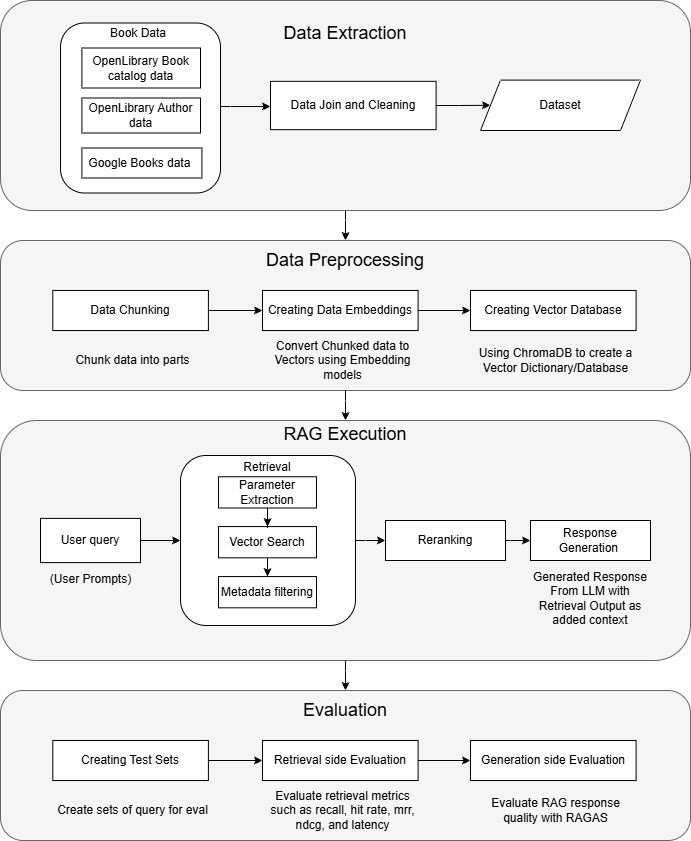 Data Extraction
Book Data
OpenLibrary Book
catalog data
OpenLibrary Author
data
Google Books data
Data Join and Cleaning
Dataset
Data Preprocessing
Data Chunking
Creating Data Embeddings
Creating Vector Database
Chunk data into parts
Convert Chunked data to
Vectors using Embedding
models
Using ChromaDB to create a
Vector Dictionary/Database
RAG Execution
User query
(User Prompts)
Retrieval
Parameter
Extraction
Vector Search
Metadata filtering
Reranking
Response
Generation
Generated Response
From LLM with
Retrieval Output as
added context
Evaluation
Creating Test Sets
Retrieval side Evaluation
Generation side Evaluation
Create sets of query for eval
Evaluate retrieval metrics
such as recall, hit rate, mrr,
ndcg, and latency
Evaluate RAG response
quality with RAGAS